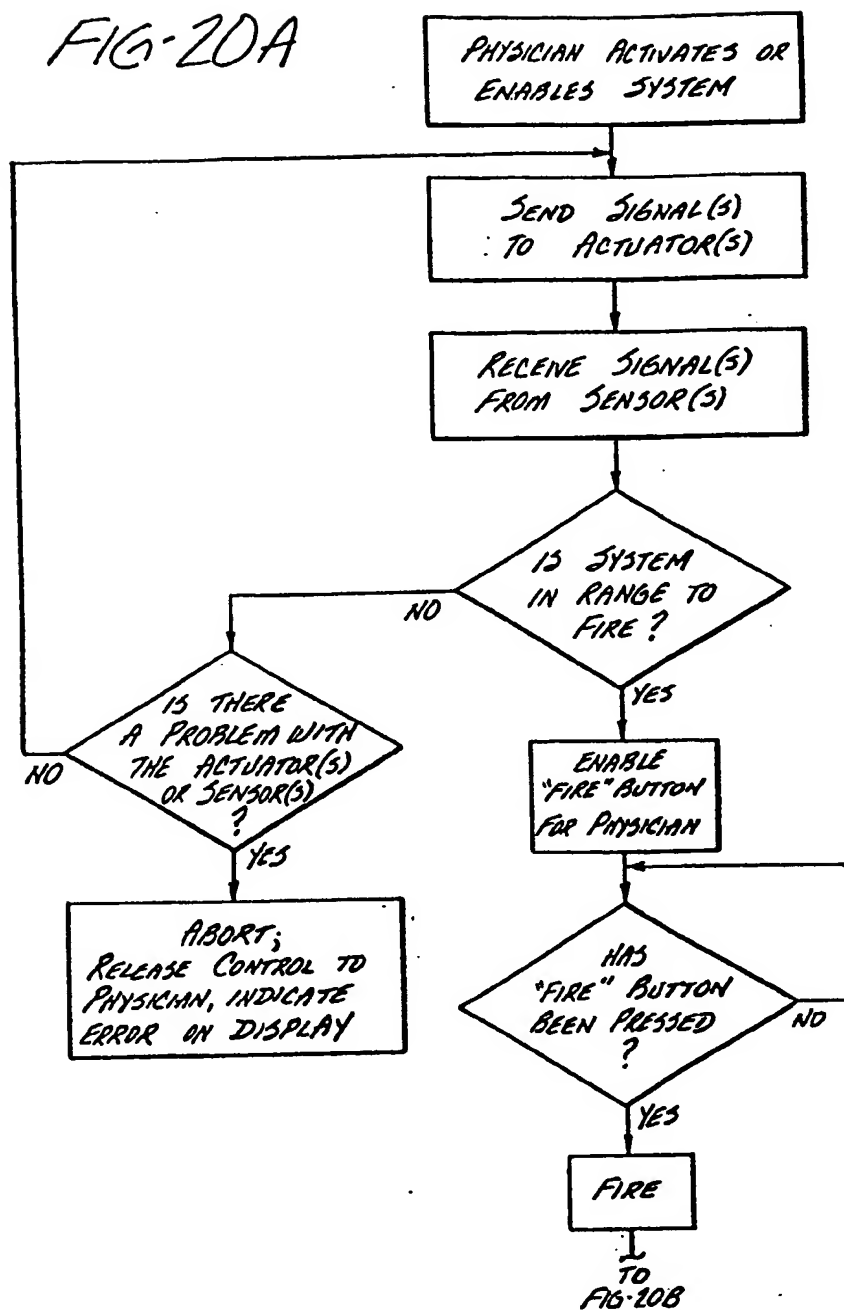 FIG-20A
PHYSICIAN ACTIVATES OR
ENABLES SYSTEM
SEND SIGNAL(S)
TO ACTUATOR(S)
RECEIVE SIGNAL(S)
FROM SENSOR(S)
IS SYSTEM
IN RANGE TO
FIRE?
NO
YES
IS THERE
A PROBLEM WITH
THE ACTUATOR(S)
OR SENSOR(S)
?
NO
YES
ABORT;
RELEASE CONTROL TO
PHYSICIAN, INDICATE
ERROR ON DISPLAY
ENABLE
"FIRE" BUTTON
FOR PHYSICIAN
HAS
"FIRE" BUTTON
BEEN PRESSED
?
NO
YES
FIRE
TO
FIG-20B